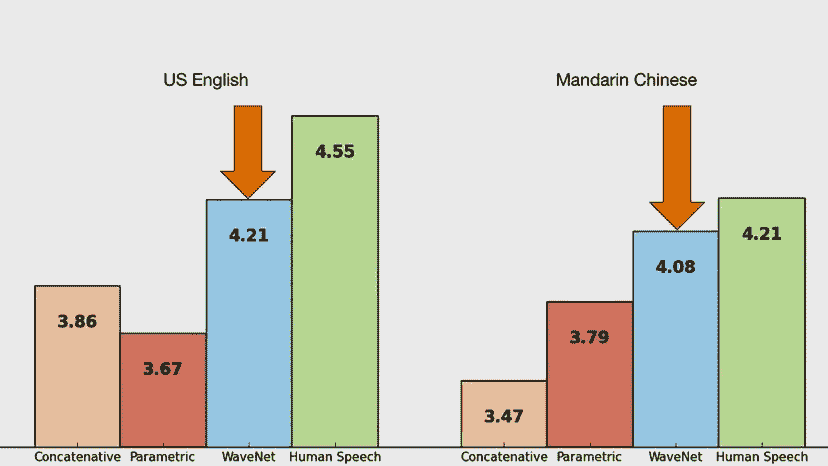 US English
4.55
4.21
3.86
3.67
Concatenative Parametric WaveNet Human Speech
Mandarin Chinese
4.21
4.08
3.79
3.47
Concatenative Parametric WaveNet Human Speech